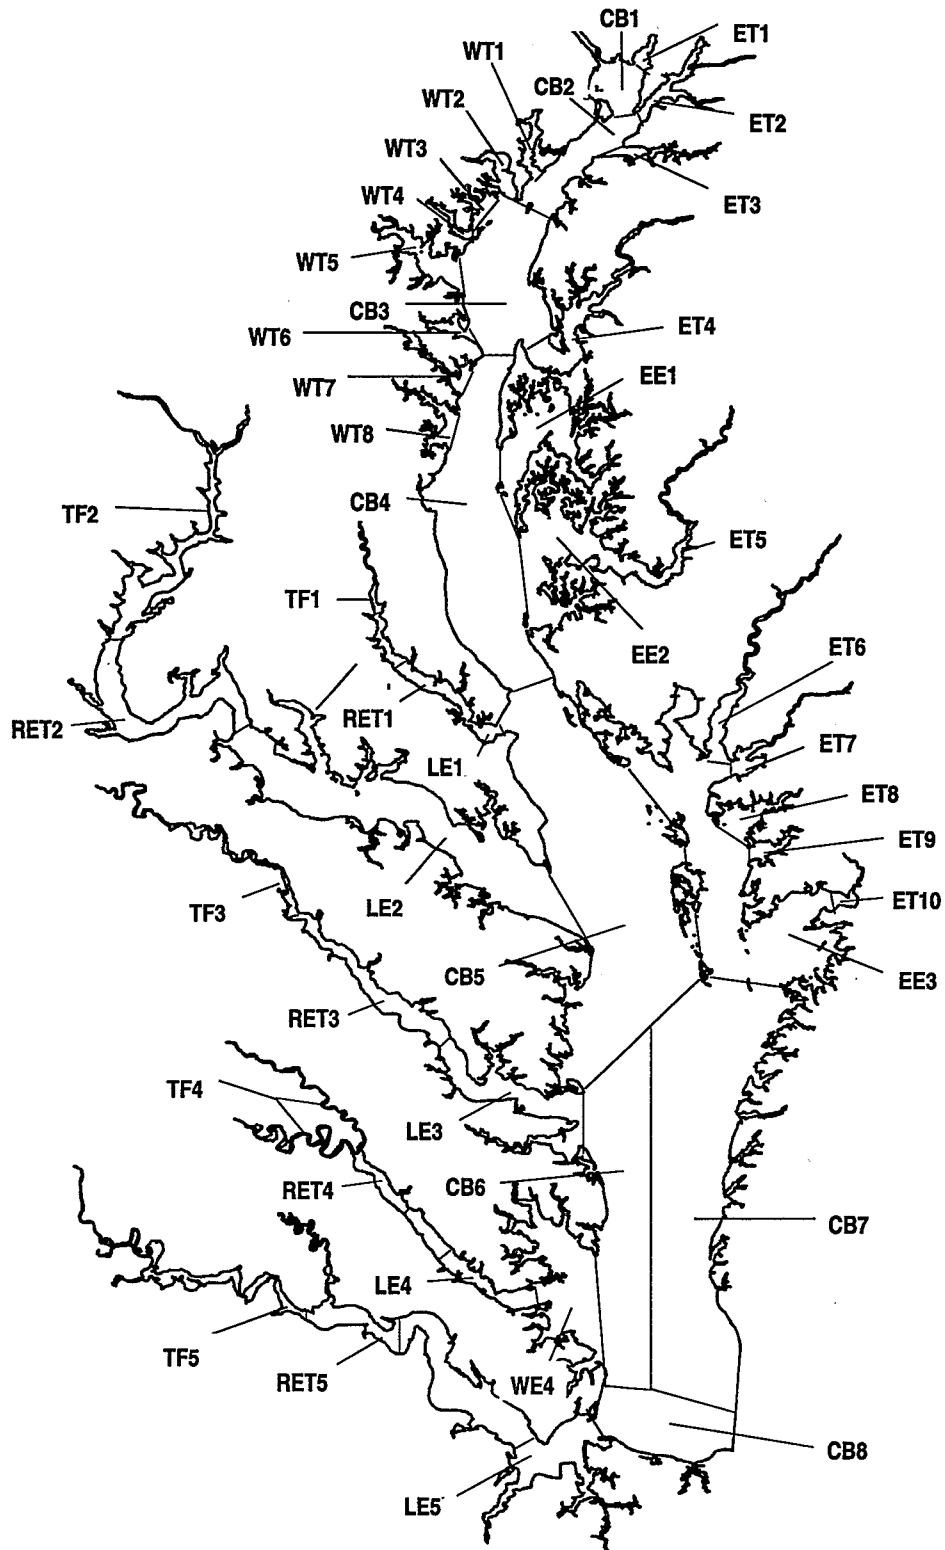 CB1
ET1
WT1
CB2
WT2
ET2
WT3
WT4
ET3
WT5
CB3
WT6
ET4
WT7
EE1
WT8
CB4
TF2
ET5
TF1
EE2
ET6
RET2
RET1
ET7
LE1
ET8
ET9
TF3
LE2
ET10
CB5
EE3
RET3
TF4
LE3
RET4
CB6
CB7
LE4
TF5
RET5
WE4
CB8
LE5